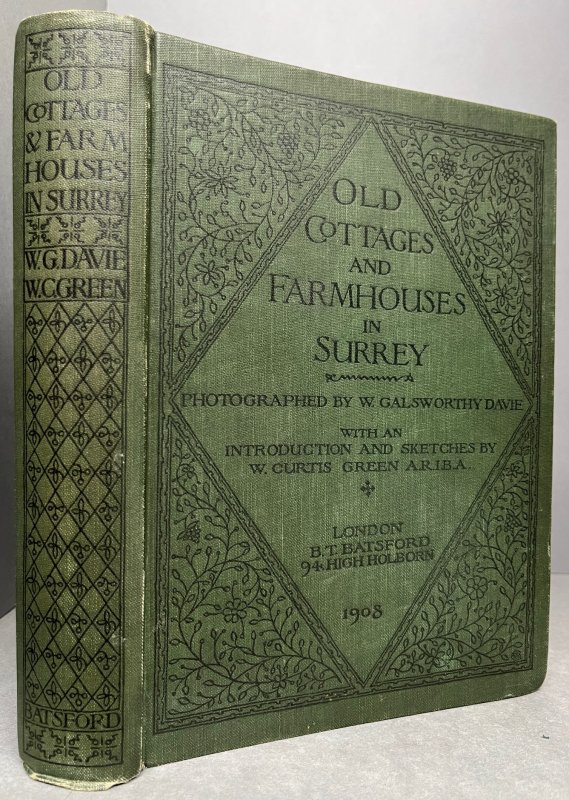 OLD
COTTAGES
& FARM
HOUSES
IN SURREY
W.G.DAVIE
W.C.GREEN
BATSFORD
OLD
COTTAGES
AND
FARMHOUSES
IN
SURREY
PHOTOGRAPHED BY W. GALSWORTHY DAVIE
WITH AN
INTRODUCTION AND SKETCHES BY
W. CURTIS GREEN A.R.I.B.A.
LONDON
B.T. BATSFORD
94 HIGH HOLBORN
1908